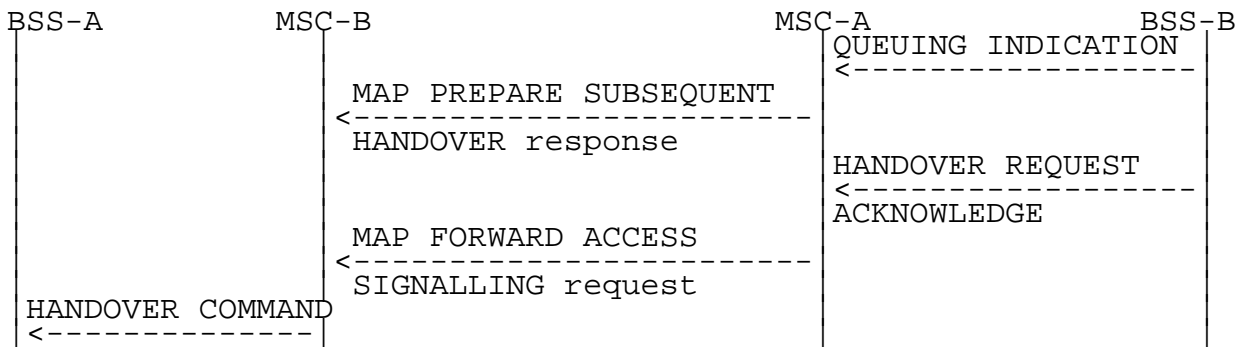 BSS-A MSC-B MSC-A BSS-B
QUEUING INDICATION
MAP PREPARE SUBSEQUENT
HANDOVER response
HANDOVER REQUEST
ACKNOWLEDGE
MAP FORWARD ACCESS
SIGNALLING request
HANDOVER COMMAND